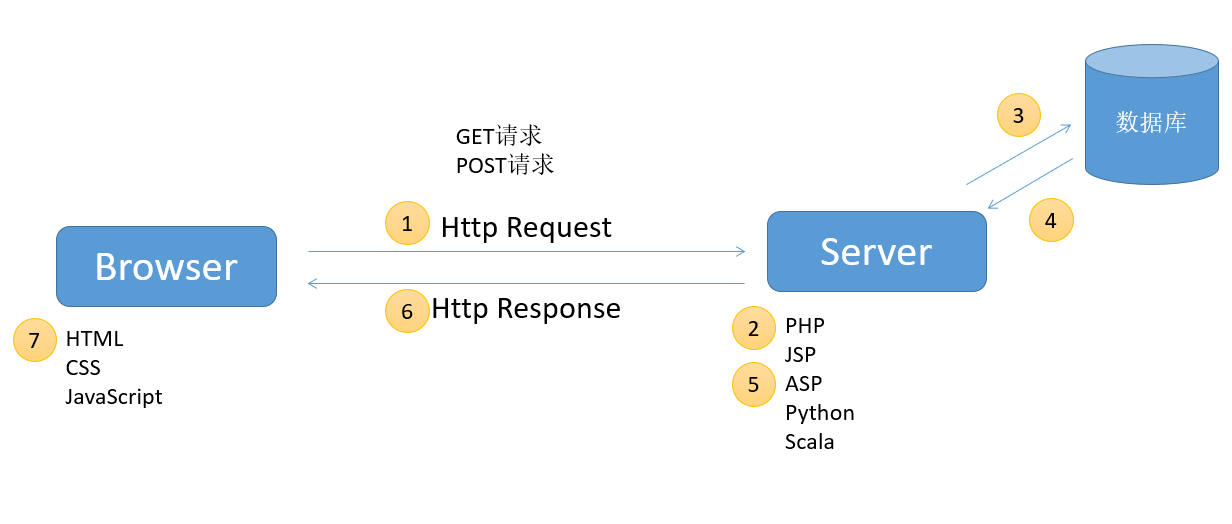 数据库
3
GET请求
POST请求
1
Http Request
4
Browser
Server
6
Http Response
7
HTML
CSS
JavaScript
2
PHP
JSP
5
ASP
Python
Scala